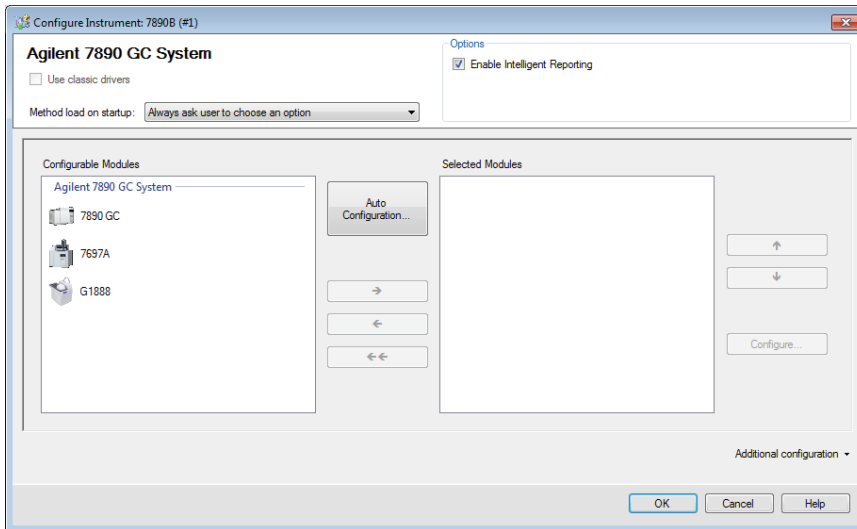 Configure Instrument: 7890B (#1)
Agilent 7890 GC System
Use classic drivers
Method load on startup: Always ask user to choose an option
Options
Enable Intelligent Reporting
Configurable Modules
Agilent 7890 GC System
7890 GC
7697A
G1888
Auto
Configuration...
Selected Modules
Configure...
Additional configuration
OK Cancel Help